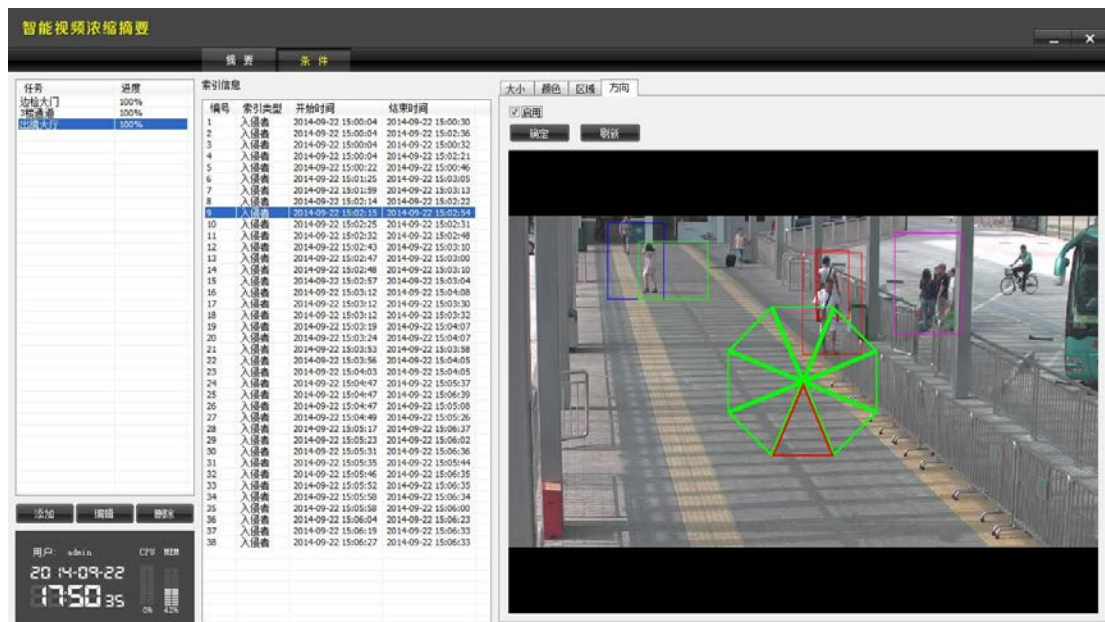 智能视频浓缩摘要
摘 要 条 件
任务 进度
边检大门 100%
3楼通道 100%
出境大厅 100%
添加 编辑 删除
用户: admin CPU MEM
2014-09-22
17:50 35
0% 42%
索引信息
编号 索引类型 开始时间 结束时间
1 入侵者 2014-09-22 15:00:04 2014-09-22 15:00:30
2 入侵者 2014-09-22 15:00:04 2014-09-22 15:02:36
3 入侵者 2014-09-22 15:00:04 2014-09-22 15:00:32
4 入侵者 2014-09-22 15:00:04 2014-09-22 15:02:21
5 入侵者 2014-09-22 15:00:22 2014-09-22 15:00:46
6 入侵者 2014-09-22 15:01:25 2014-09-22 15:03:05
7 入侵者 2014-09-22 15:01:59 2014-09-22 15:03:13
8 入侵者 2014-09-22 15:02:14 2014-09-22 15:02:22
9 入侵者 2014-09-22 15:02:15 2014-09-22 15:02:54
10 入侵者 2014-09-22 15:02:25 2014-09-22 15:02:31
11 入侵者 2014-09-22 15:02:32 2014-09-22 15:02:48
12 入侵者 2014-09-22 15:02:43 2014-09-22 15:03:10
13 入侵者 2014-09-22 15:02:47 2014-09-22 15:03:00
14 入侵者 2014-09-22 15:02:48 2014-09-22 15:03:10
15 入侵者 2014-09-22 15:02:57 2014-09-22 15:03:04
16 入侵者 2014-09-22 15:03:12 2014-09-22 15:04:08
17 入侵者 2014-09-22 15:03:12 2014-09-22 15:03:30
18 入侵者 2014-09-22 15:03:12 2014-09-22 15:03:32
19 入侵者 2014-09-22 15:03:19 2014-09-22 15:04:07
20 入侵者 2014-09-22 15:03:24 2014-09-22 15:04:07
21 入侵者 2014-09-22 15:03:53 2014-09-22 15:03:58
22 入侵者 2014-09-22 15:03:56 2014-09-22 15:04:05
23 入侵者 2014-09-22 15:04:03 2014-09-22 15:04:05
24 入侵者 2014-09-22 15:04:47 2014-09-22 15:05:37
25 入侵者 2014-09-22 15:04:47 2014-09-22 15:06:39
26 入侵者 2014-09-22 15:04:47 2014-09-22 15:05:08
27 入侵者 2014-09-22 15:04:49 2014-09-22 15:05:26
28 入侵者 2014-09-22 15:05:17 2014-09-22 15:06:37
29 入侵者 2014-09-22 15:05:23 2014-09-22 15:06:02
30 入侵者 2014-09-22 15:05:31 2014-09-22 15:06:36
31 入侵者 2014-09-22 15:05:35 2014-09-22 15:05:44
32 入侵者 2014-09-22 15:05:46 2014-09-22 15:06:35
33 入侵者 2014-09-22 15:05:52 2014-09-22 15:06:35
34 入侵者 2014-09-22 15:05:58 2014-09-22 15:06:34
35 入侵者 2014-09-22 15:05:58 2014-09-22 15:06:00
36 入侵者 2014-09-22 15:06:04 2014-09-22 15:06:23
37 入侵者 2014-09-22 15:06:19 2014-09-22 15:06:33
38 入侵者 2014-09-22 15:06:27 2014-09-22 15:06:33
大小 颜色 区域 方向
启用
确定 刷新